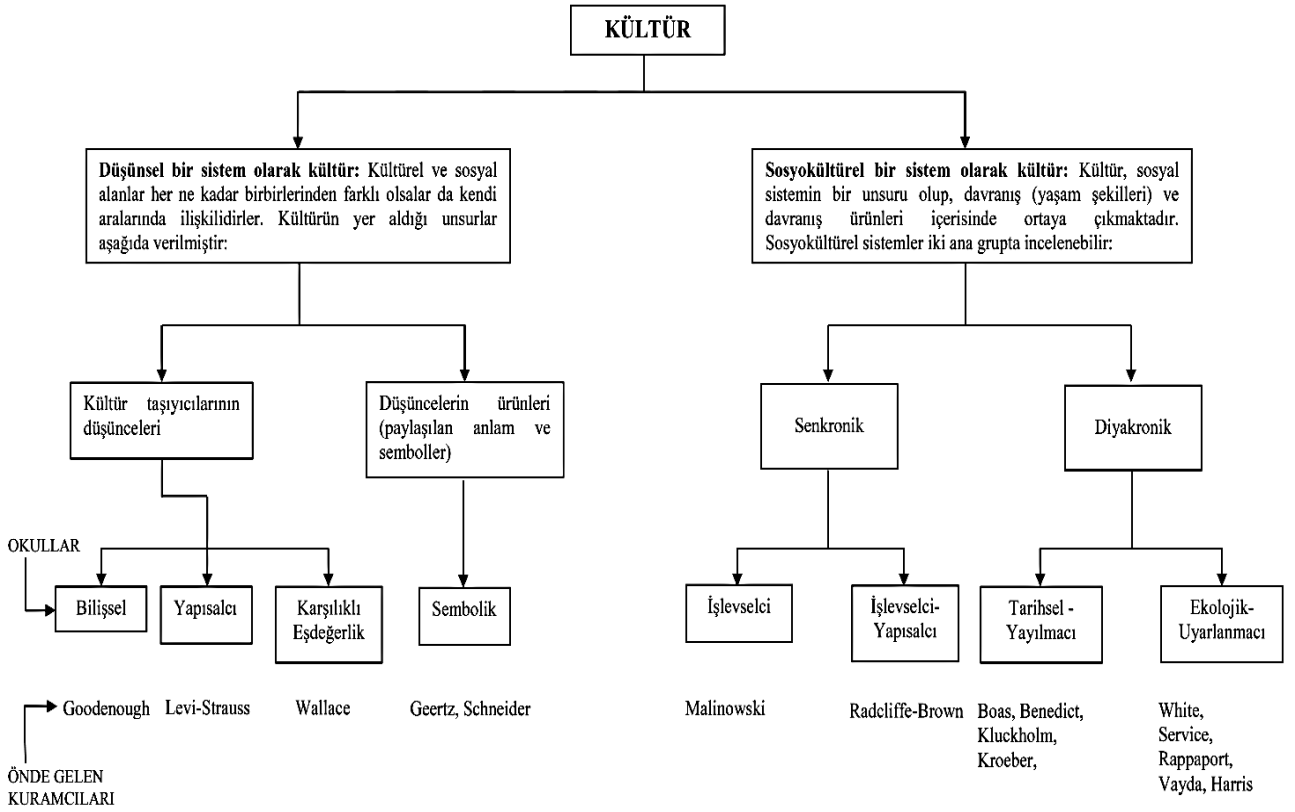 KÜLTÜR
Düşünsel bir sistem olarak kültür: Kültürel ve sosyal
alanlar her ne kadar birbirlerinden farklı olsalar da kendi
aralarında ilişkilidirler. Kültürün yer aldığı unsurlar
aşağıda verilmiştir:
Sosyokültürel bir sistem olarak kültür: Kültür, sosyal
sistemin bir unsuru olup, davranış (yaşam şekilleri) ve
davranış ürünleri içerisinde ortaya çıkmaktadır.
Sosyokültürel sistemler iki ana grupta incelenebilir:
Kültür taşıyıcılarının
düşünceleri
Düşüncelerin ürünleri
(paylaşılan anlam ve
semboller)
Senkronik
Diyakronik
OKULLAR
Bilişsel
Yapısalcı
Karşılıklı
Eşdeğerlik
Sembolik
İşlevselci
İşlevselci-
Yapısalcı
Tarihsel -
Yayılmacı
Ekolojik-
Uyarlanmacı
Goodenough
Levi-Strauss
Wallace
Geertz, Schneider
Malinowski
Radcliffe-Brown
Boas, Benedict,
Kluckholm,
Kroeber,
White,
Service,
Rappaport,
Vayda, Harris
ÖNDE GELEN
KURAMCILARI